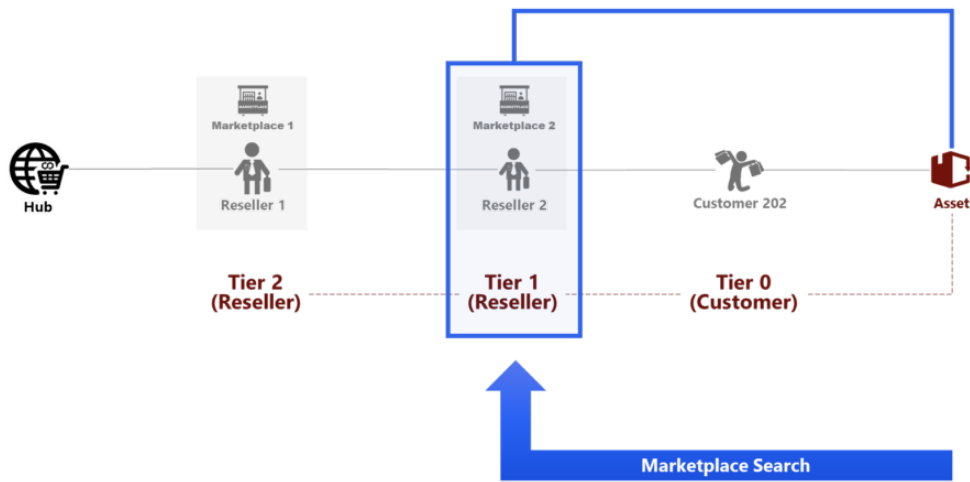 Marketplace 1
Marketplace 2
Hub
Reseller 1
Reseller 2
Customer 202
Asset
Tier 2
(Reseller)
Tier 1
(Reseller)
Tier 0
(Customer)
Marketplace Search